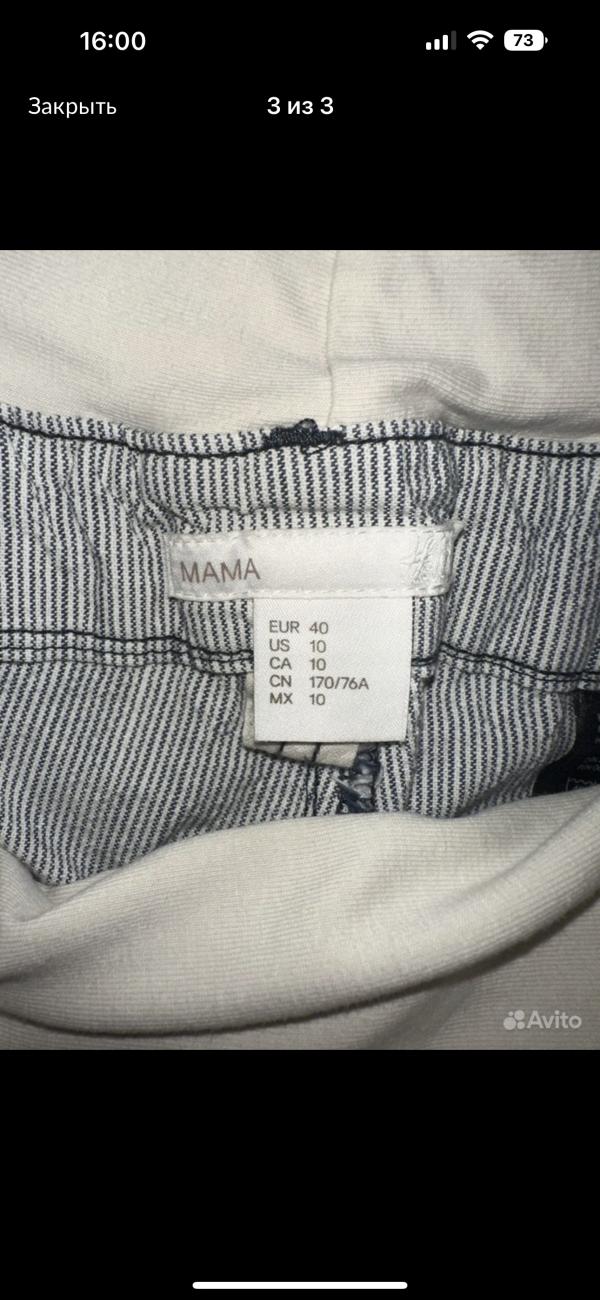 16:00
73
Закрыть
3 из 3
MAMA
EUR 40
US 10
CA 10
CN 170/76A
MX 10
Avito